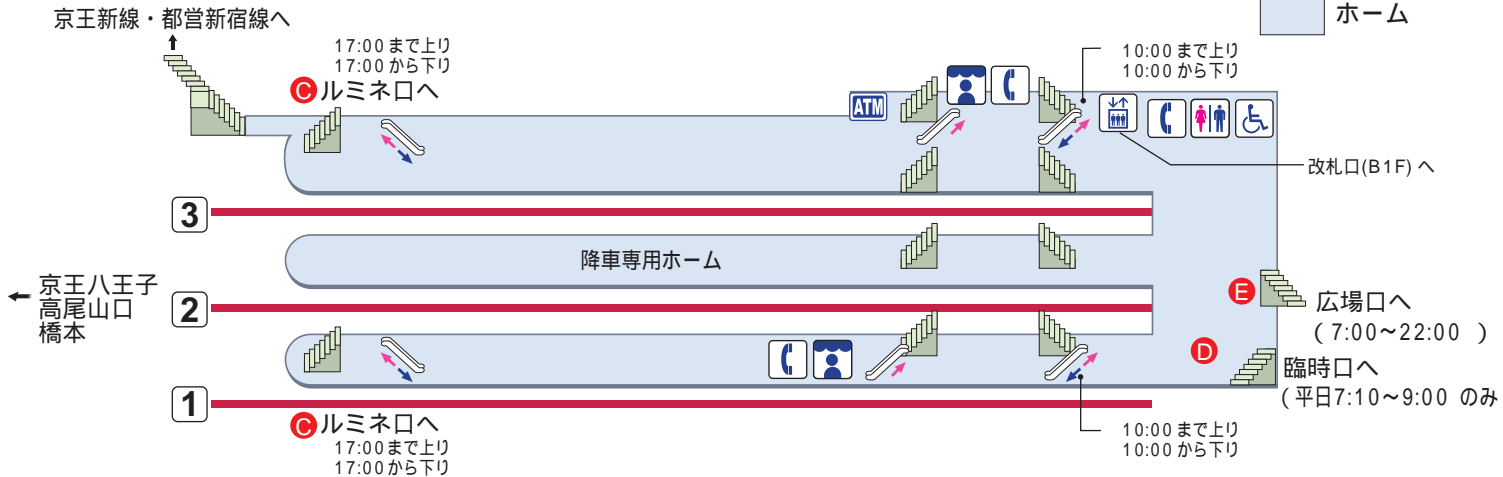 ホーム
京王新線・都営新宿線へ
17:00まで上り
17:00から下り
C ルミネ口へ
10:00まで上り
10:00から下り
ATM
改札口(B1F)へ
3
降車専用ホーム
京王八王子
高尾山口
橋本
2
E
広場口へ
(7:00〜22:00 )
D
臨時口へ
(平日7:10〜9:00 のみ
1
C ルミネ口へ
17:00まで上り
17:00から下り
10:00まで上り
10:00から下り